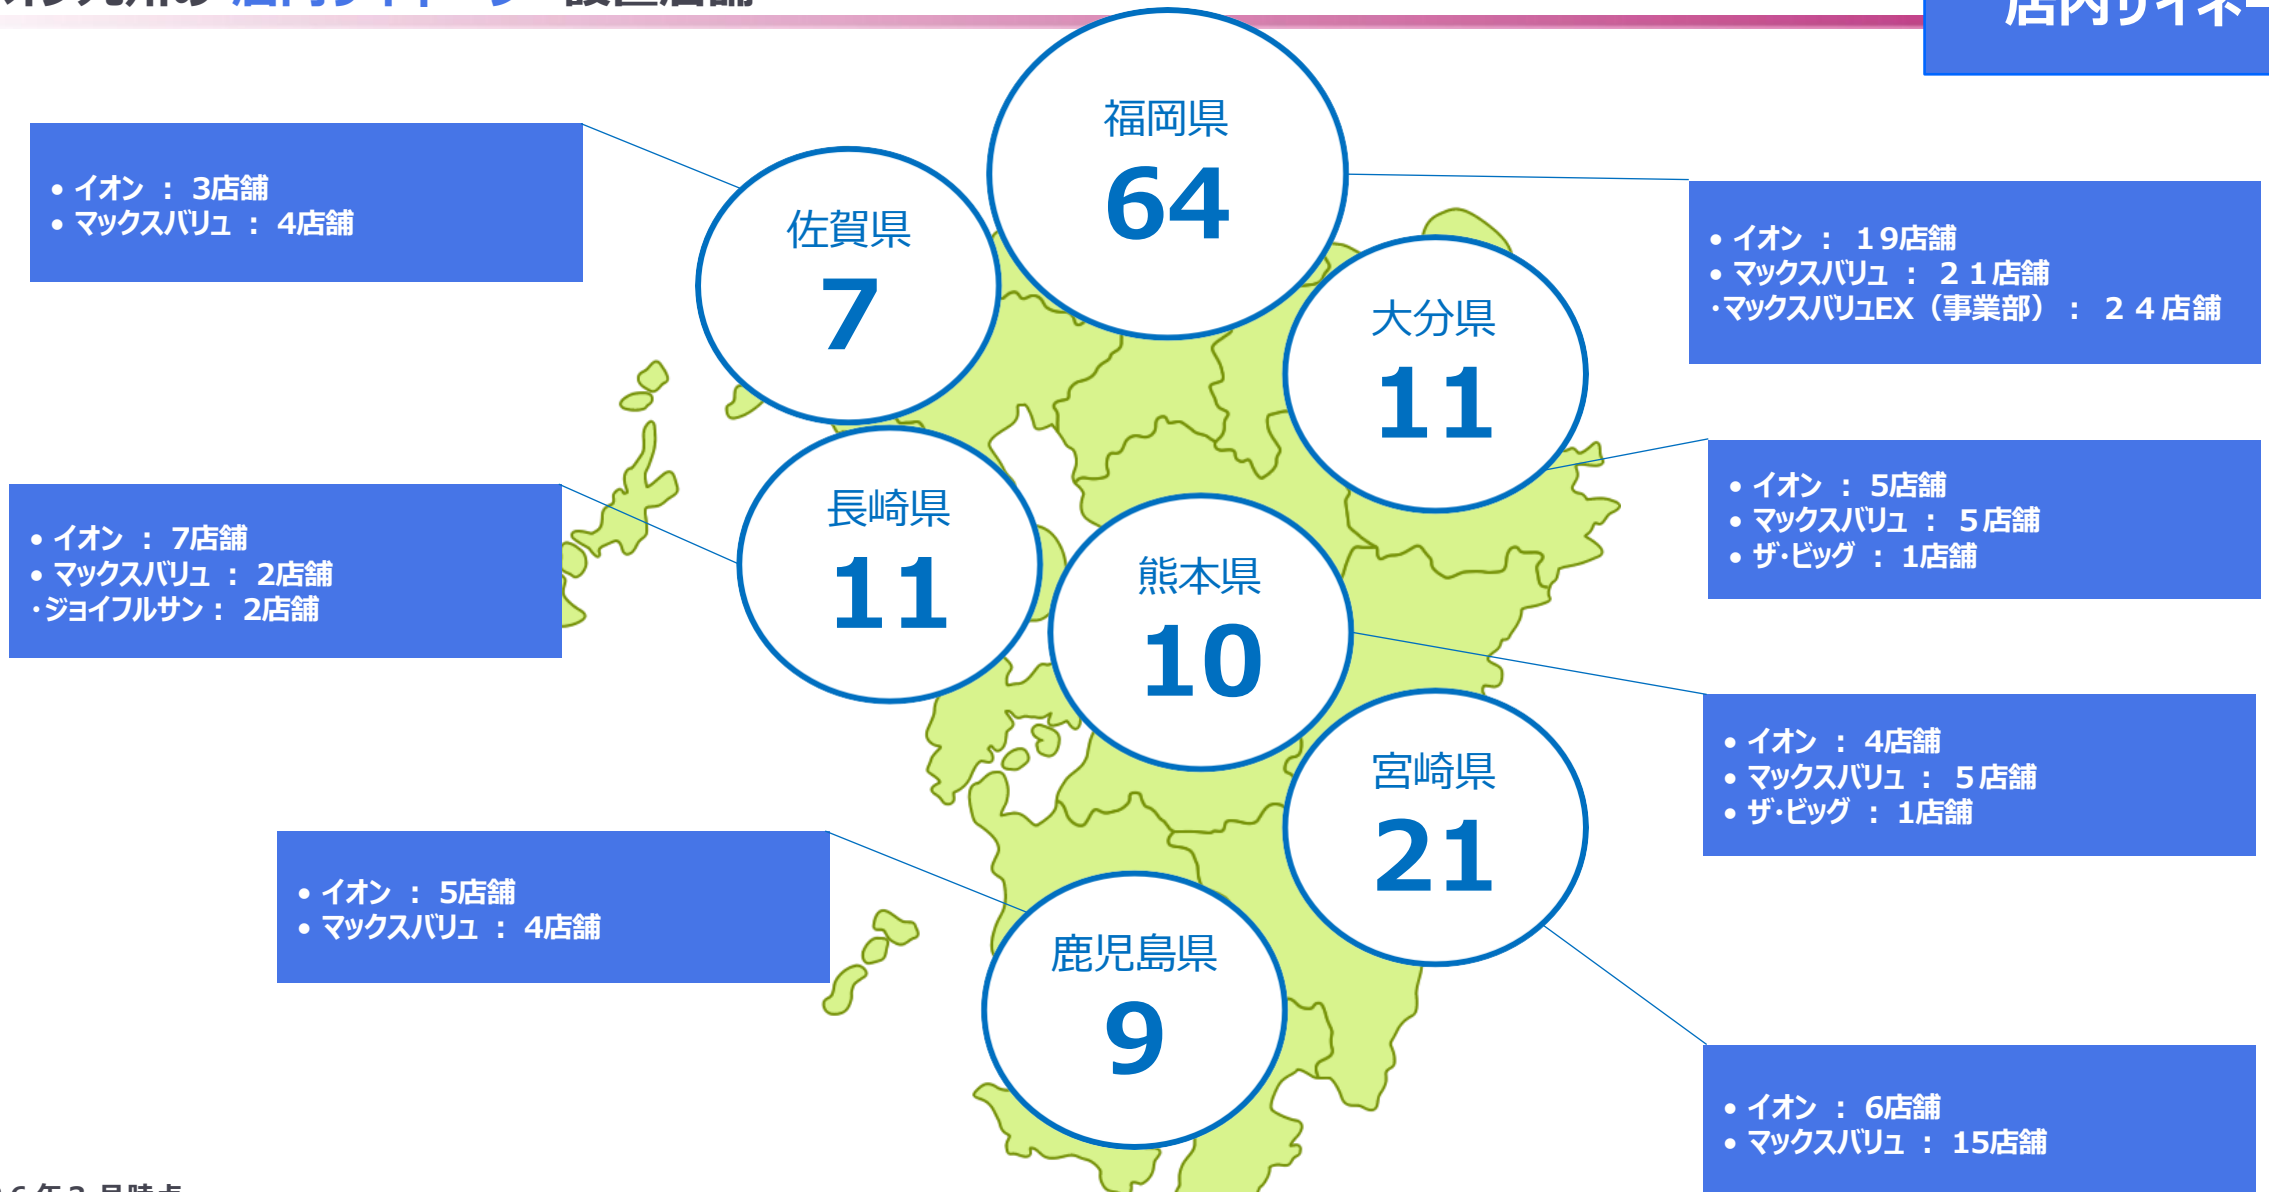 店内サイネー
福岡県
64
佐賀県
7
大分県
11
長崎県
11
熊本県
10
宮崎県
21
鹿児島県
9
• イオン ： 3店舗
• マックスバリュ ： 4店舗
• イオン ： １9店舗
• マックスバリュ ： ２１店舗
・マックスバリュEX（事業部）： ２４店舗
• イオン ： 5店舗
• マックスバリュ ： ５店舗
• ザ・ビッグ ： 1店舗
• イオン ： 7店舗
• マックスバリュ ： 2店舗
・ジョイフルサン： 2店舗
• イオン ： 4店舗
• マックスバリュ ： ５店舗
• ザ・ビッグ ： 1店舗
• イオン ： 5店舗
• マックスバリュ ： 4店舗
• イオン ： 6店舗
• マックスバリュ ： 15店舗